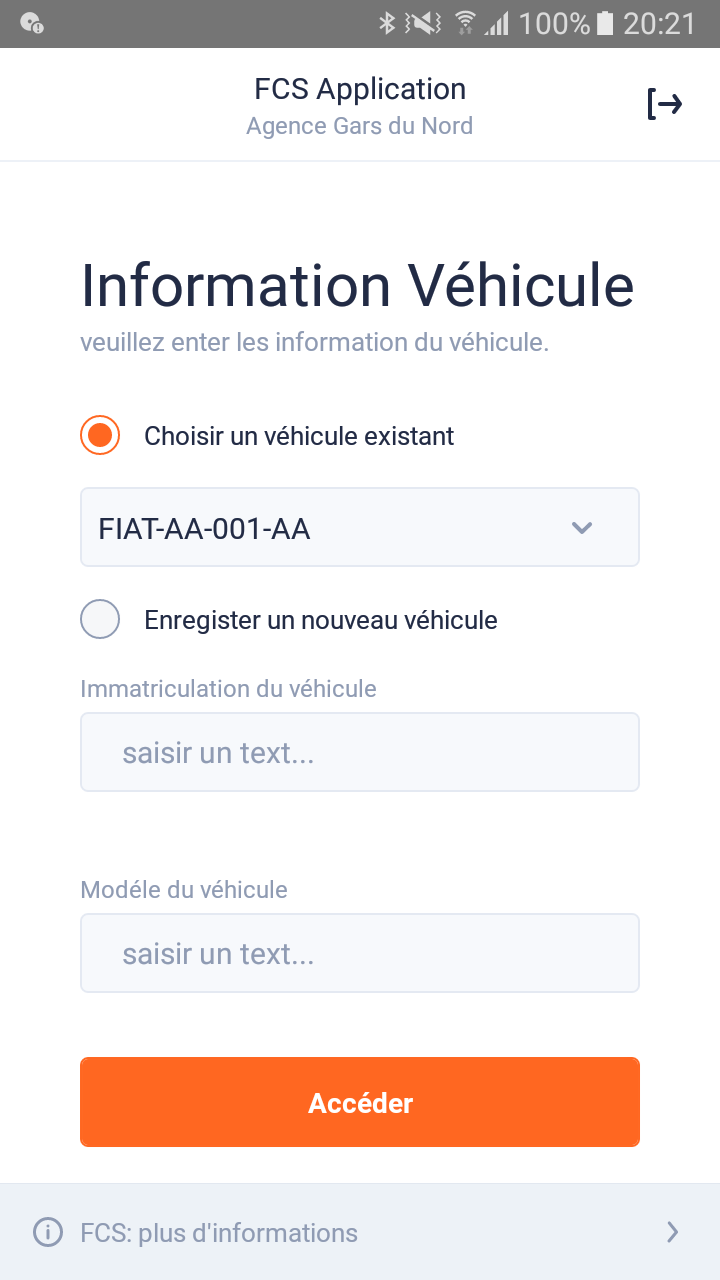 100% 20:21
FCS Application
Agence Gars du Nord
Information Véhicule
veuillez enter les information du véhicule.
Choisir un véhicule existant
FIAT-AA-001-AA
Enregister un nouveau véhicule
Immatriculation du véhicule
saisir un text...
Modéle du véhicule
saisir un text...
Accéder
FCS: plus d'informations